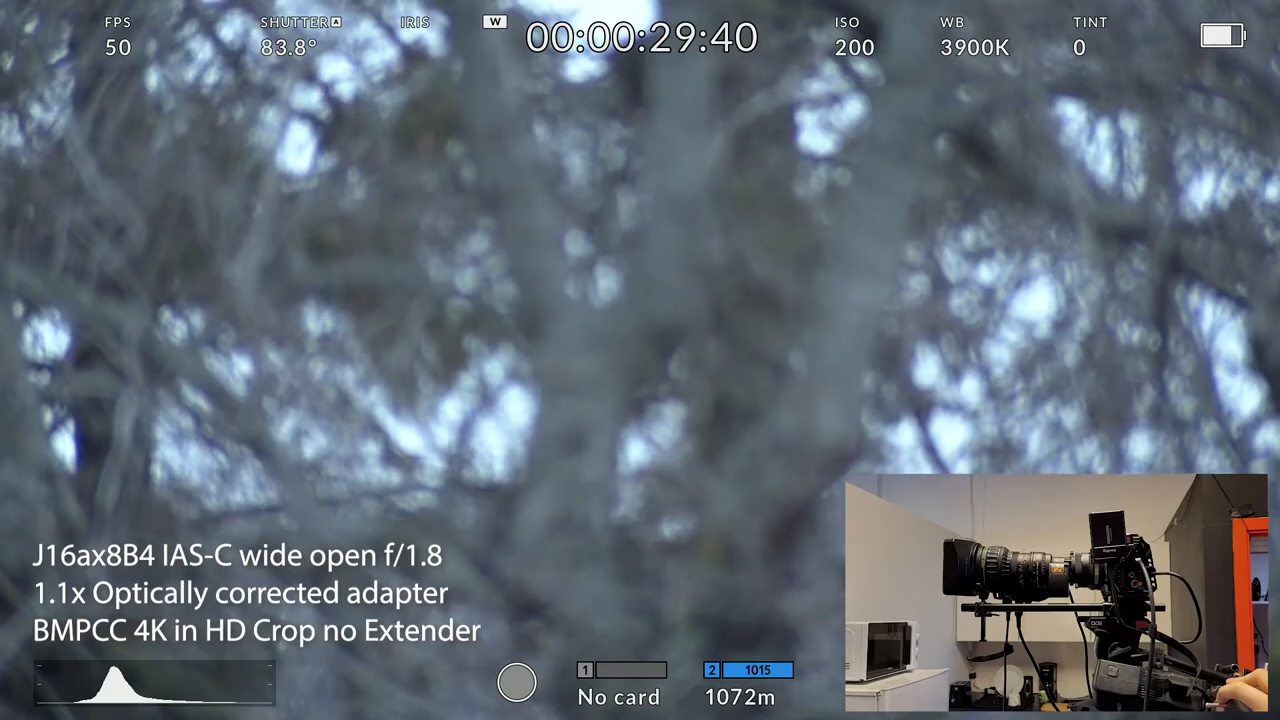 FPS SHUTTER A IRIS W 00:00:29:40 ISO WB TINT
50 83.8° 200 3900K 0
J16ax8B4 IAS-C wide open f/1.8
1.1x Optically corrected adapter
BMPCC 4K in HD Crop no Extender
1 2 1015
No card 1072m